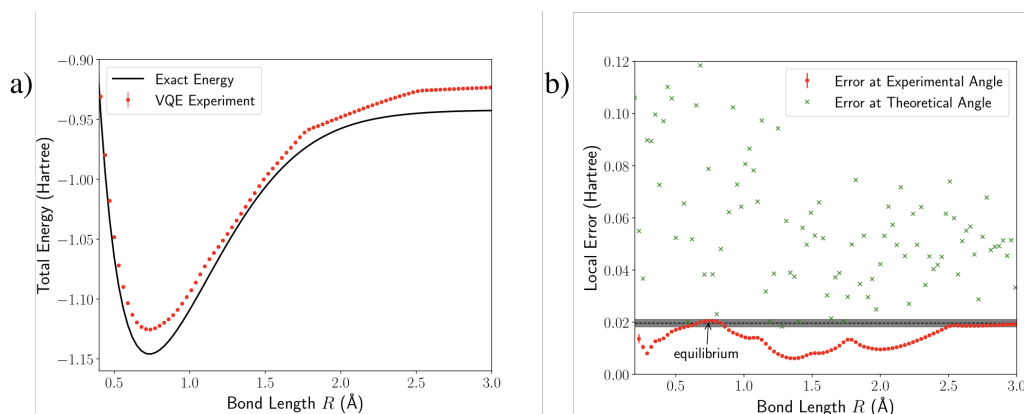 a)
−0.90
−0.95
−1.00
−1.05
−1.10
−1.15
Total Energy (Hartree)
Exact Energy
VQE Experiment
0.5
1.0
1.5
2.0
2.5
3.0
Bond Length R (Å)
b)
0.12
0.10
0.08
0.06
0.04
0.02
0.00
Local Error (Hartree)
Error at Experimental Angle
Error at Theoretical Angle
equilibrium
0.5
1.0
1.5
2.0
2.5
3.0
Bond Length R (Å)